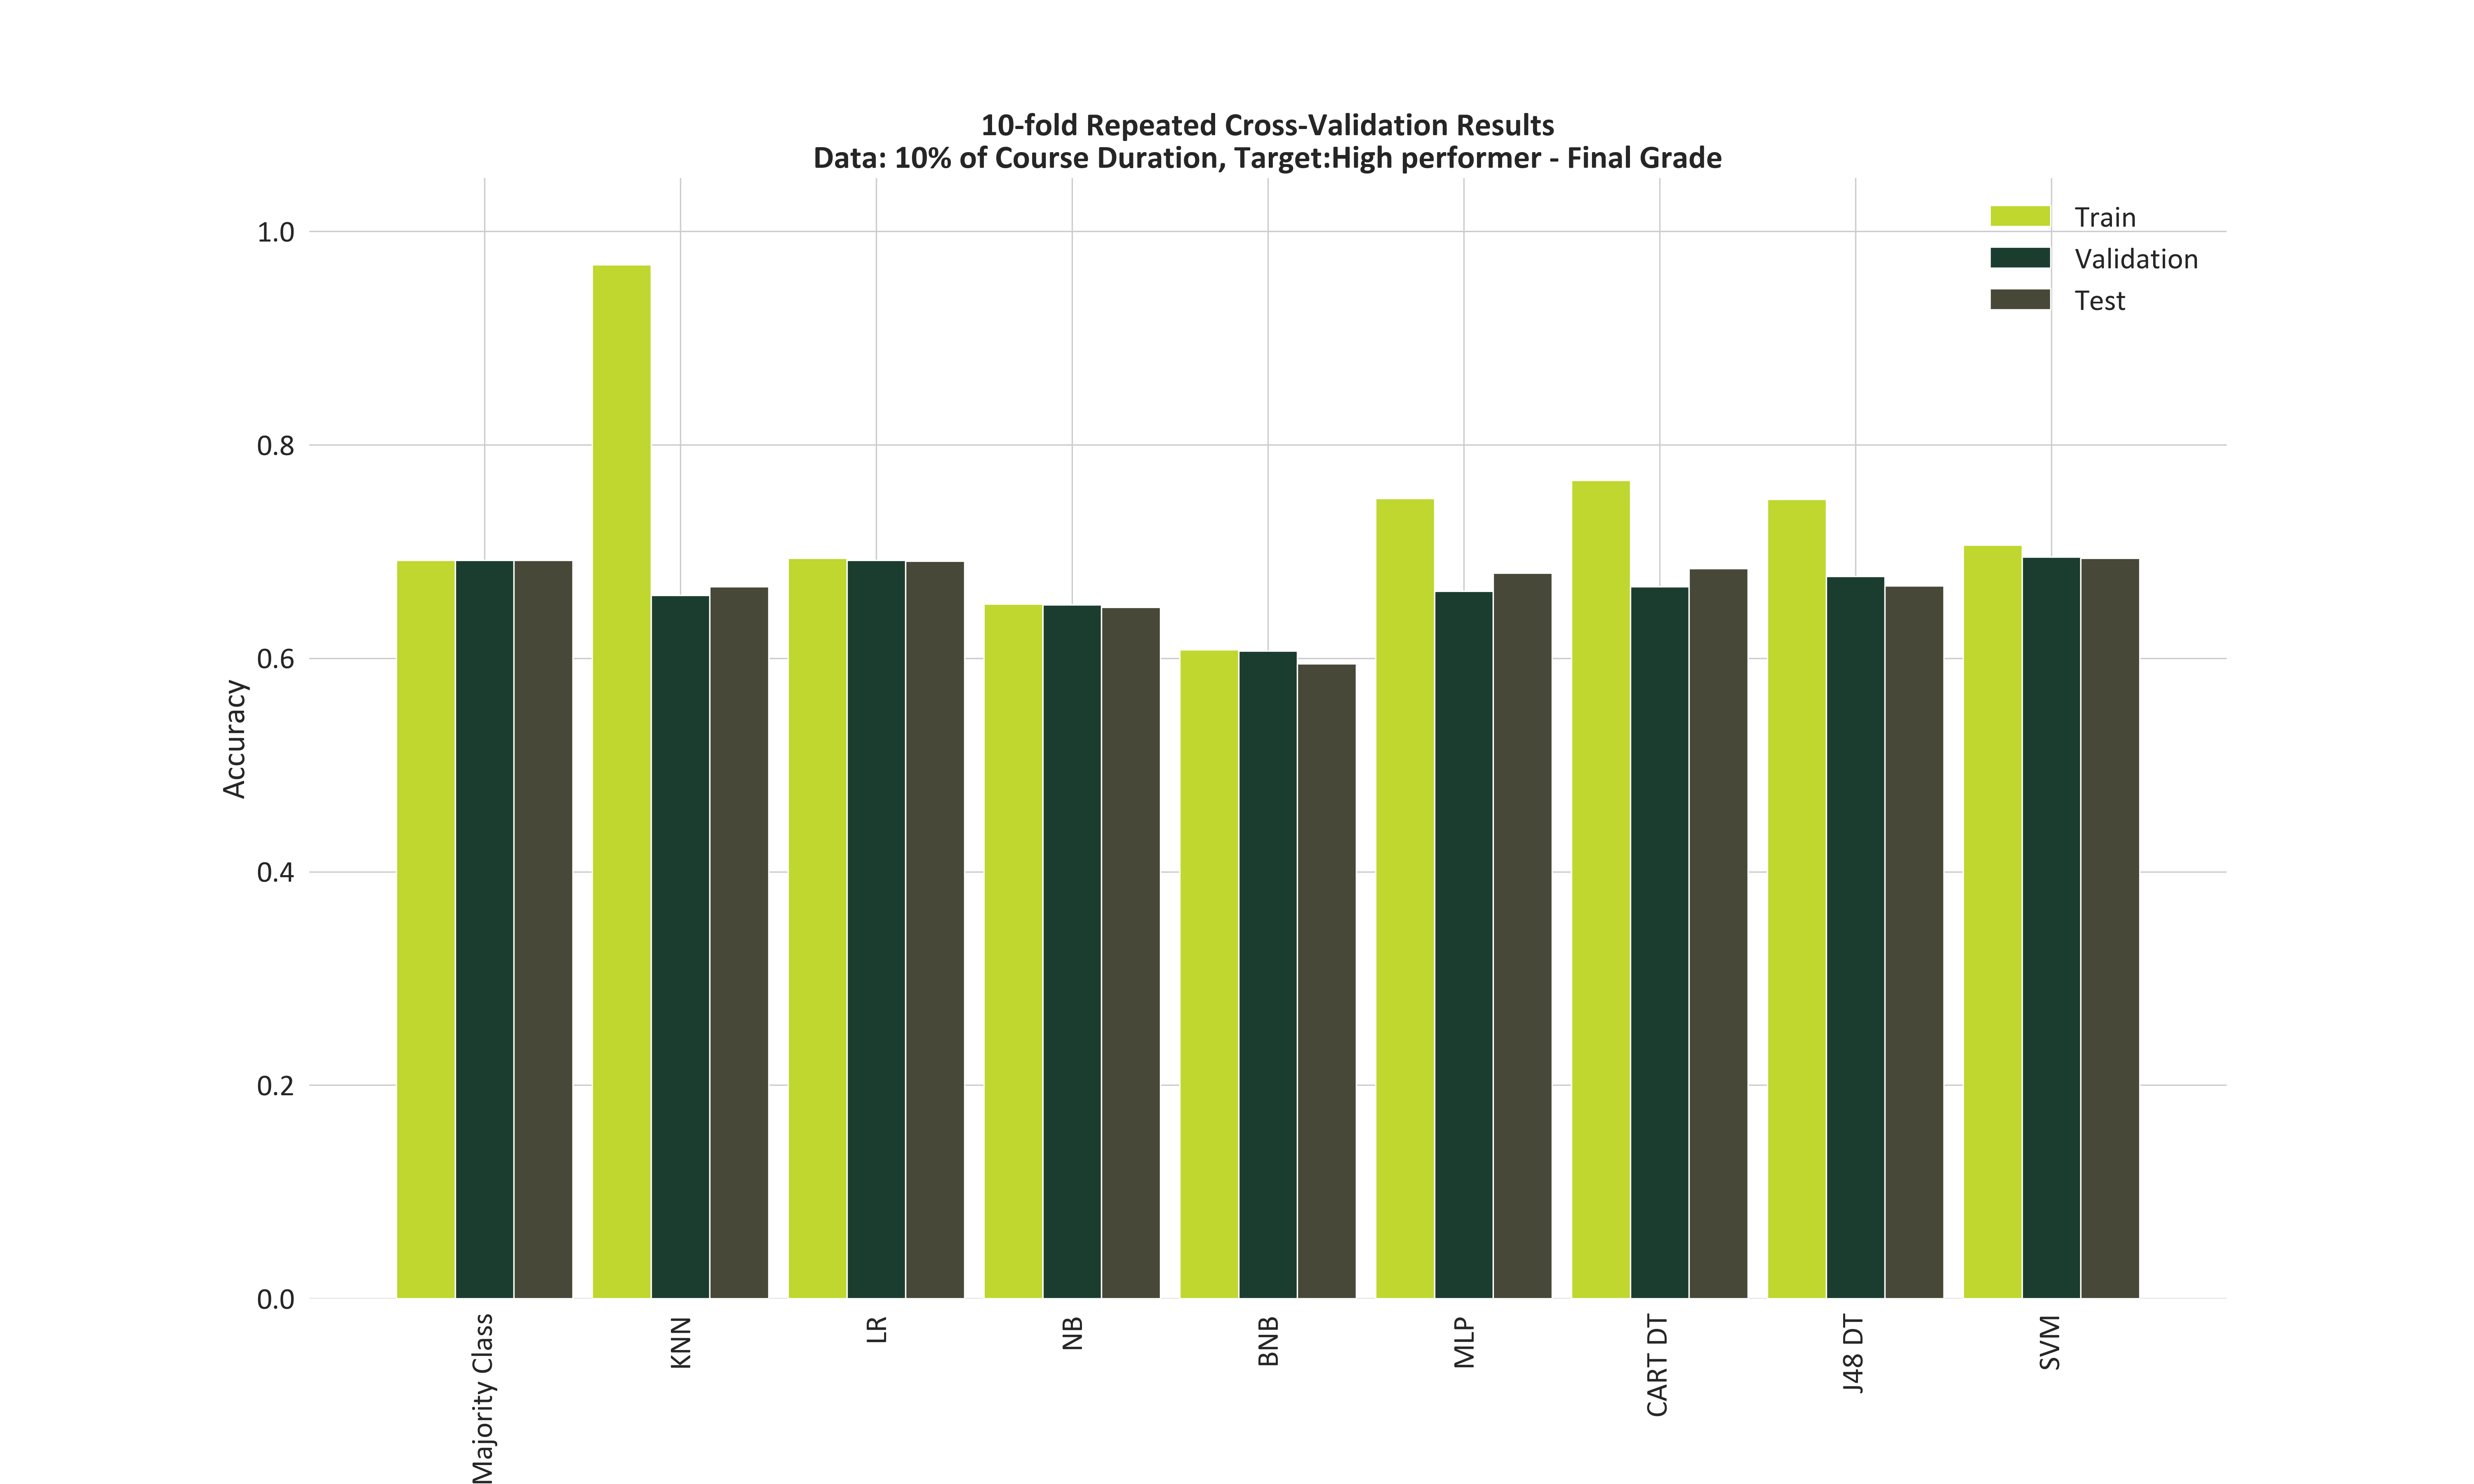 10-fold Repeated Cross-Validation Results
Data: 10% of Course Duration, Target:High performer - Final Grade
Train
Validation
Test
Accuracy
1.0
0.8
0.6
0.4
0.2
0.0
Majority Class
KNN
LR
NB
BNB
MLP
CART DT
J48 DT
SVM